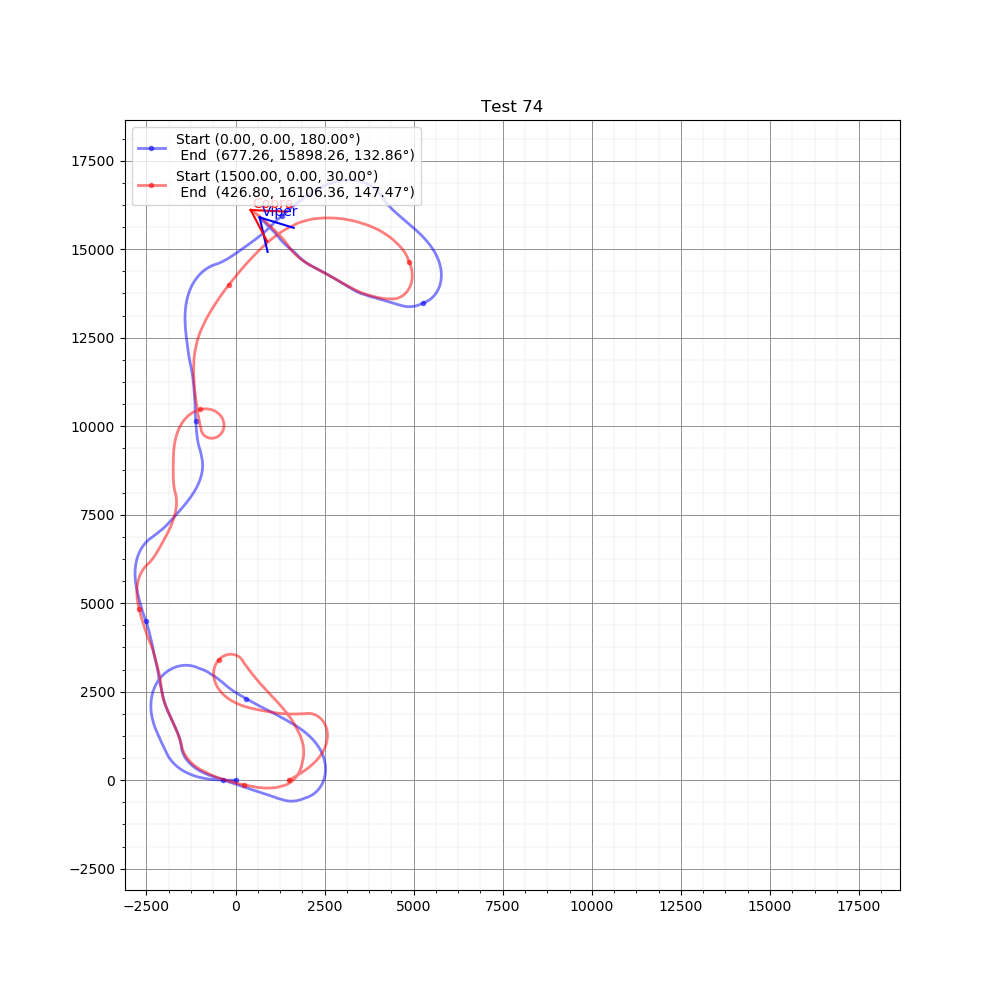 Test 74
Start (0.00, 0.00, 180.00°)
End (677.26, 15898.26, 132.86°)
Start (1500.00, 0.00, 30.00°)
End (426.80, 16106.36, 147.47°)
Cobra
Viper
17500
15000
12500
10000
7500
5000
2500
0
−2500
−2500 0 2500 5000 7500 10000 12500 15000 17500